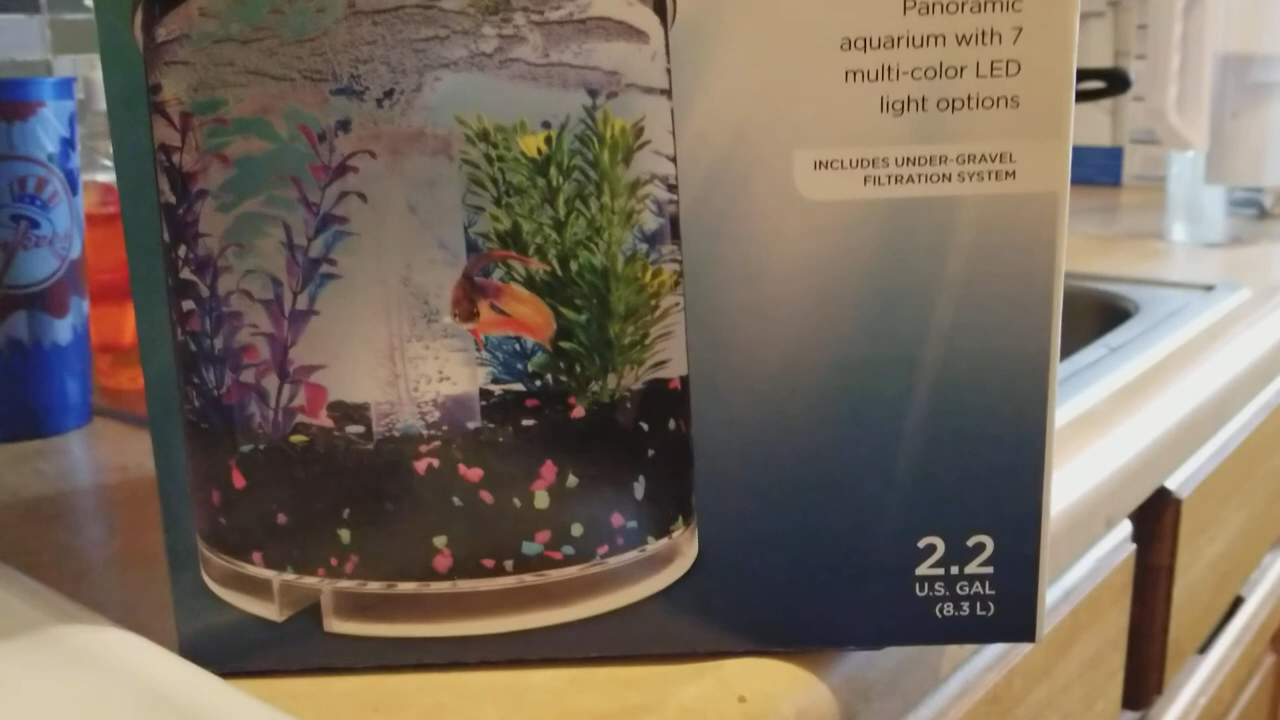 Panoramic
aquarium with 7
multi-color LED
light options
INCLUDES UNDER-GRAVEL
FILTRATION SYSTEM
2.2
U.S. GAL
(8.3 L)